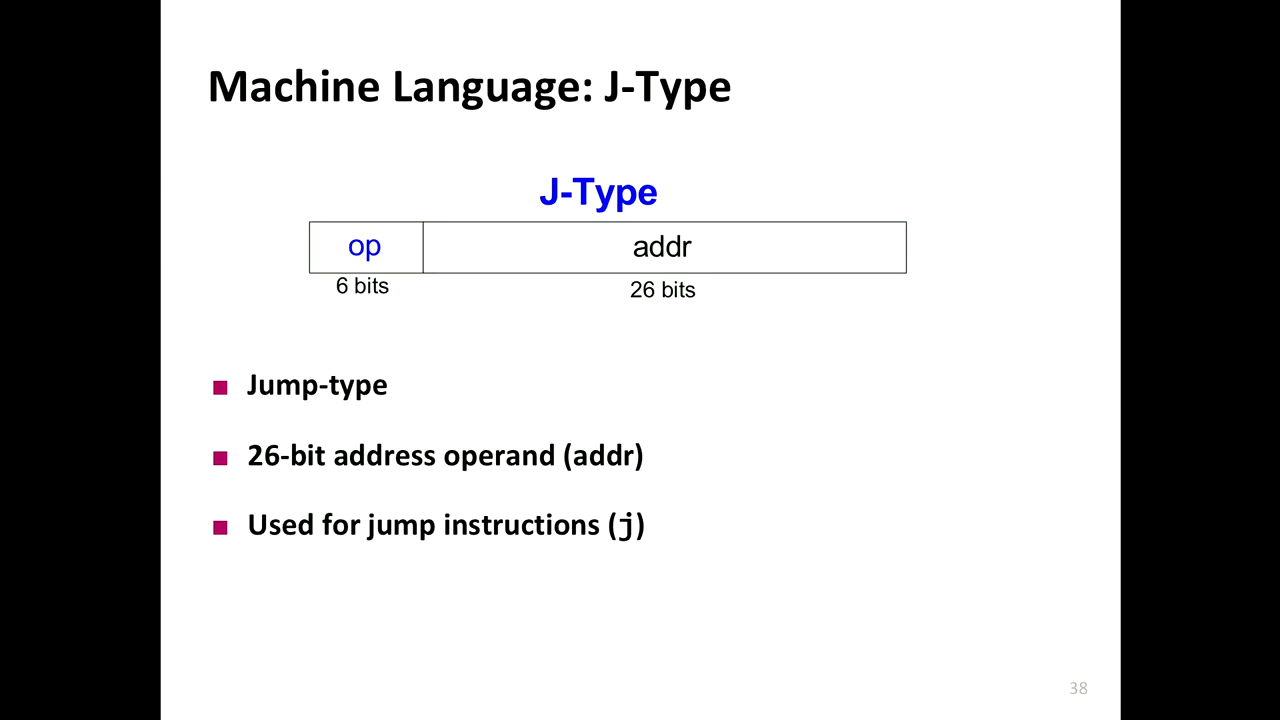 Machine Language: J-Type
J-Type
op
addr
6 bits
26 bits
Jump-type
26-bit address operand (addr)
Used for jump instructions (j)
38